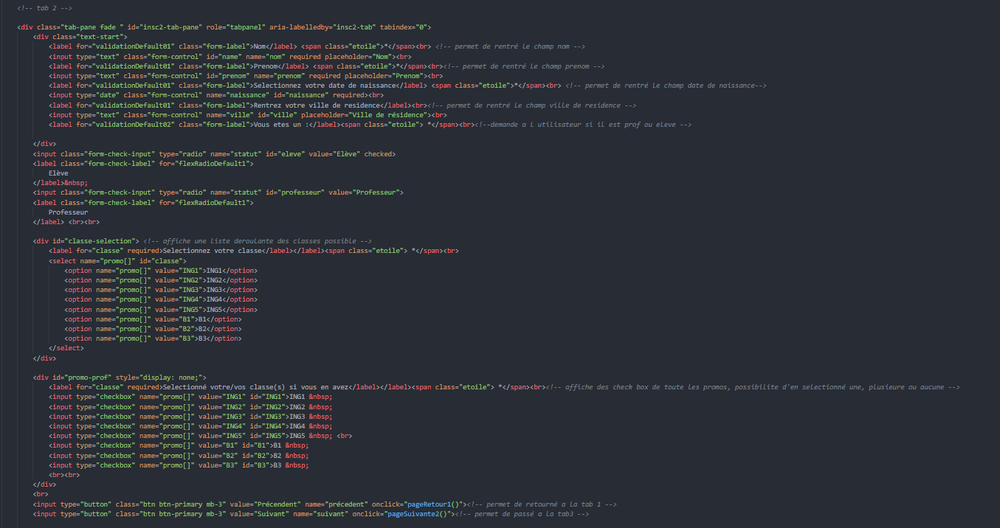 <!-- tab 2 -->
<div class="tab-pane fade " id="insc2-tab-pane" role="tabpanel" aria-labelledby="insc2-tab" tabindex="0">
<div class="text-start">
<label for="validationDefault01" class="form-label">Nom</label> <span class="etoile">*</span><br> <!-- permet de rentré le champ nom -->
<input type="text" class="form-control" id="name" name="nom" required placeholder="Nom"><br>
<label for="validationDefault01" class="form-label">Prenom</label> <span class="etoile">*</span><br><!-- permet de rentré le champ prenom -->
<input type="text" class="form-control" id="prenom" name="prenom" required placeholder="Prenom"><br>
<label for="validationDefault01" class="form-label">Selectionnez votre date de naissance</label> <span class="etoile">*</span><br> <!-- permet de rentré le champ date de naissance-->
<input type="date" class="form-control" name="naissance" id="naissance" required><br>
<label for="validationDefault01" class="form-label">Rentrez votre ville de residence</label><br><!-- permet de rentré le champ ville de residence -->
<input type="text" class="form-control" name="ville" id="ville" placeholder="Ville de résidence"><br>
<label for="validationDefault02" class="form-label">Vous etes un :</label><span class="etoile"> *</span><br><!--demande a l utilisateur si il est prof ou eleve -->
</div>
<input class="form-check-input" type="radio" name="statut" id="eleve" value="Elève" checked>
<label class="form-check-label" for="flexRadioDefault1">
Elève
</label>&nbsp;
<input class="form-check-input" type="radio" name="statut" id="professeur" value="Professeur">
<label class="form-check-label" for="flexRadioDefault1">
Professeur
</label> <br><br>
<div id="classe-selection"> <!-- affiche une liste deroulante des classes possible -->
<label for="classe" required>Selectionnez votre classe</label></label><span class="etoile"> *</span><br>
<select name="promo[]" id="classe">
<option name="promo[]" value="ING1">ING1</option>
<option name="promo[]" value="ING2">ING2</option>
<option name="promo[]" value="ING3">ING3</option>
<option name="promo[]" value="ING4">ING4</option>
<option name="promo[]" value="ING5">ING5</option>
<option name="promo[]" value="B1">B1</option>
<option name="promo[]" value="B2">B2</option>
<option name="promo[]" value="B3">B3</option>
</select>
</div>
<div id="promo-prof" style="display: none;">
<label for="classe" required>Selectionné votre/vos classe(s) si vous en avez</label></label><span class="etoile"> *</span><br><!-- affiche des check box de toute les promos, possibilite d'en selectionné une, plusieure ou aucune -->
<input type="checkbox" name="promo[]" value="ING1" id="ING1">ING1 &nbsp;
<input type="checkbox" name="promo[]" value="ING2" id="ING2">ING2 &nbsp;
<input type="checkbox" name="promo[]" value="ING3" id="ING3">ING3 &nbsp;
<input type="checkbox" name="promo[]" value="ING4" id="ING4">ING4 &nbsp;
<input type="checkbox" name="promo[]" value="ING5" id="ING5">ING5 &nbsp; <br>
<input type="checkbox" name="promo[]" value="B1" id="B1">B1 &nbsp;
<input type="checkbox" name="promo[]" value="B2" id="B2">B2 &nbsp;
<input type="checkbox" name="promo[]" value="B3" id="B3">B3 &nbsp;
<br><br>
</div>
<br>
<input type="button" class="btn btn-primary mb-3" value="Précendent" name="précedent" onclick="pageRetour1()"><!-- permet de retourné a la tab 1 -->
<input type="button" class="btn btn-primary mb-3" value="Suivant" name="suivant" onclick="pageSuivante2()"><!-- permet de passé a la tab3 -->